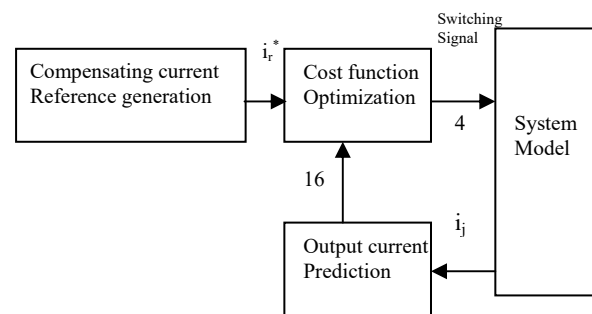 Compensating current
Reference generation
i_r^*
Cost function
Optimization
Switching
Signal
4
System
Model
16
Output current
Prediction
i_j